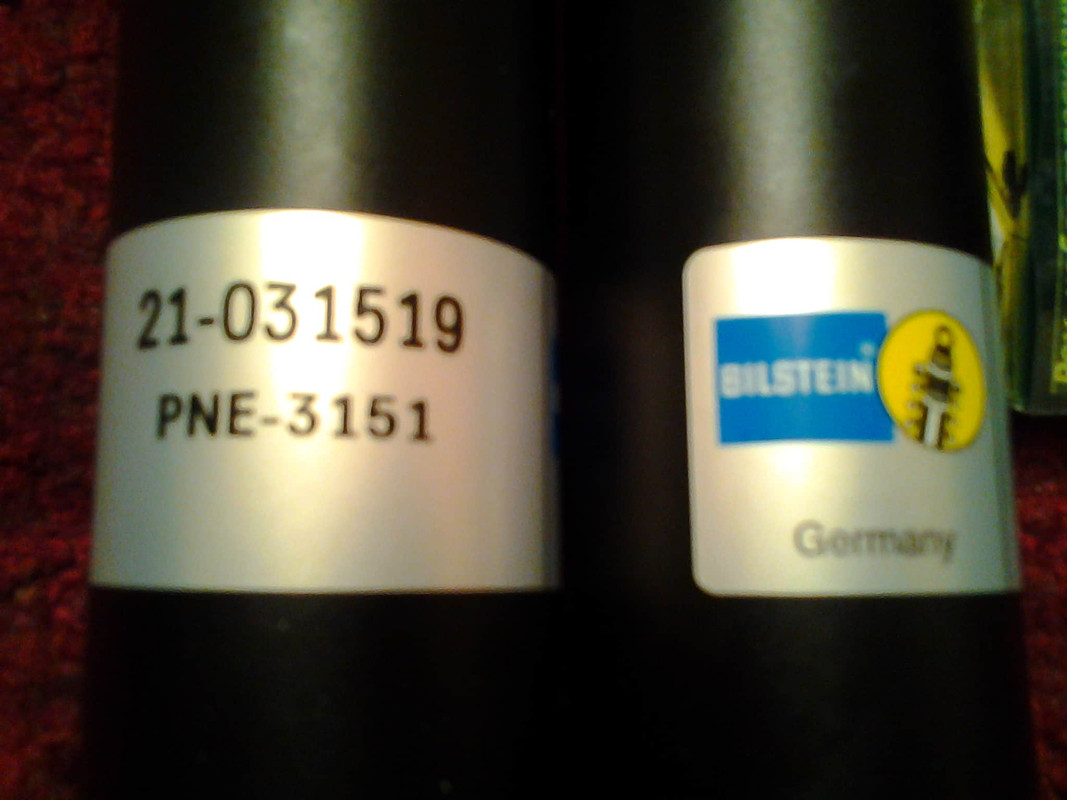 21-031519
PNE-3151
BILSTEIN®
Germany